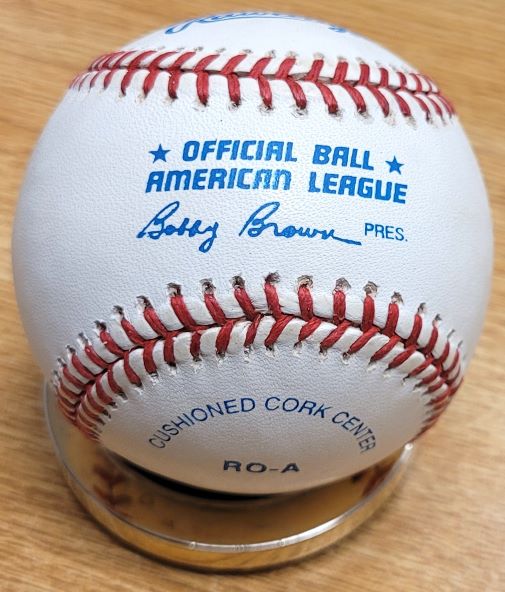 ★ OFFICIAL BALL ★
AMERICAN LEAGUE
Bobby Brown PRES.
CUSHIONED CORK CENTER
RO-A